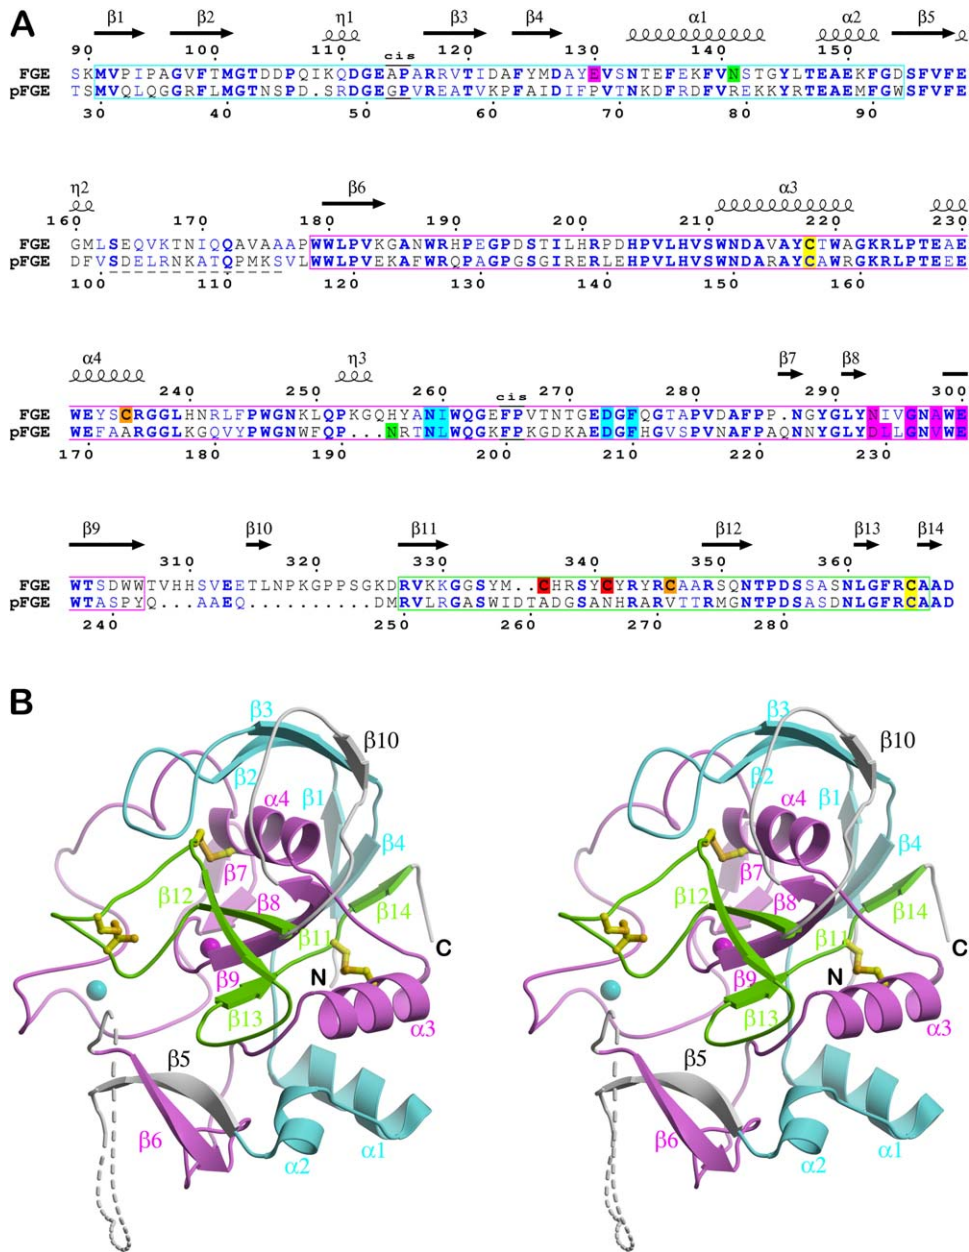 A
β1 β2 η1 β3 β4 α1 α2 β5
90 100 110 cis 120 130 140 150
FGE SKMVPIPAGVFTMGTDDPQIKQDGEAPARRVTIDAFYMDAYEVSNTEFEKFVNSTGYLTEAEKFGDSFVFE
pFGE TSMVQLQGGRFLMGTNSPD.SRDGEGPVREATVKPFAIDIFPVTNKDFRDFVREKKYRTEAEMFGWSFVFE
30 40 50 60 70 80 90
η2 β6 α3
160 170 180 190 200 210 220 230
FGE GMLSEQVKTNIQQAVAAAPWWLPVKGANWRHPEGPDSTILHRPDHPVLHVSWNDAVAYCTWAGKRLPTEAE
pFGE DFVSDELRNKATQPMKSVLWWLPVEKAFWRQPAGPGSGIRERLEHPVLHVSWNDARAYCAWRGKRLPTEEE
100 110 120 130 140 150 160
α4 η3 β7 β8
240 250 260 cis 270 280 290 300
FGE WEYSCRGGLHNRLFPWGNKLQPKGQHYANIWQGEFPVTNTGEDGFQGTAPVDAFPP.NGYGLYNIVGNAWE
pFGE WEFAARGGLKGQVYPWGNWFQP...NRTNLWQGKFPKGDKAEDGFHGVSPVNAFPAQNNYGLYDLLGNVWE
170 180 190 200 210 220 230
β9 β10 β11 β12 β13 β14
310 320 330 340 350 360
FGE WTSDWWTVHHSVEETLNPKGPPSGKDRVKKGGSYM..CHRSYCYRYRCAARSQNTPDSSASNLGFRCAAD
pFGE WTASPYQ...AAEQ..........DMRVLRGASWIDTADGSANHRARVTTRMGNTPDSASDNLGFRCAAD
240 250 260 270 280
B
β3 β10 β2 α4 β1 β4 β7 β12 β8 β14 β11 C N β9 β13 α3 β5 β6 α2 α1
β3 β10 β2 α4 β1 β4 β7 β12 β8 β14 β11 C N β9 β13 α3 β5 β6 α2 α1